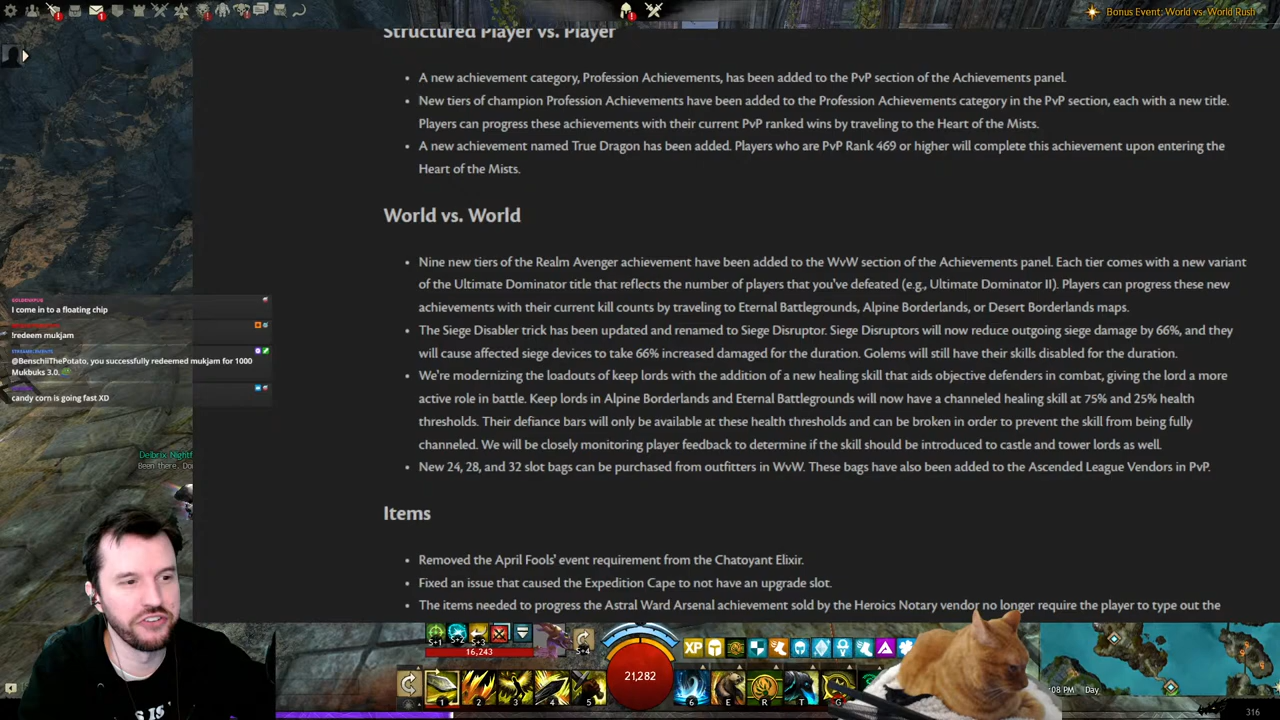 Bonus Event: World vs. World Rush
Structured Player vs. Player
• A new achievement category, Profession Achievements, has been added to the PvP section of the Achievements panel.
• New tiers of champion Profession Achievements have been added to the Profession Achievements category in the PvP section, each with a new title.
Players can progress these achievements with their current PvP ranked wins by traveling to the Heart of the Mists.
• A new achievement named True Dragon has been added. Players who are PvP Rank 469 or higher will complete this achievement upon entering the
Heart of the Mists.
World vs. World
• Nine new tiers of the Realm Avenger achievement have been added to the WvW section of the Achievements panel. Each tier comes with a new variant
of the Ultimate Dominator title that reflects the number of players that you've defeated (e.g., Ultimate Dominator II). Players can progress these new
achievements with their current kill counts by traveling to Eternal Battlegrounds, Alpine Borderlands, or Desert Borderlands maps.
• The Siege Disabler trick has been updated and renamed to Siege Disruptor. Siege Disruptors will now reduce outgoing siege damage by 66%, and they
will cause affected siege devices to take 66% increased damaged for the duration. Golems will still have their skills disabled for the duration.
• We're modernizing the loadouts of keep lords with the addition of a new healing skill that aids objective defenders in combat, giving the lord a more
active role in battle. Keep lords in Alpine Borderlands and Eternal Battlegrounds will now have a channeled healing skill at 75% and 25% health
thresholds. Their defiance bars will only be available at these health thresholds and can be broken in order to prevent the skill from being fully
channeled. We will be closely monitoring player feedback to determine if the skill should be introduced to castle and tower lords as well.
• New 24, 28, and 32 slot bags can be purchased from outfitters in WvW. These bags have also been added to the Ascended League Vendors in PvP.
Items
• Removed the April Fools' event requirement from the Chatoyant Elixir.
• Fixed an issue that caused the Expedition Cape to not have an upgrade slot.
• The items needed to progress the Astral Ward Arsenal achievement sold by the Heroics Notary vendor no longer require the player to type out the
I come in to a floating chip
!redeem mukjam
@BenschiiThePotato, you successfully redeemed mukjam for 1000
Mukbuks 3.0.
candy corn is going fast XD
Been there. Do
S+1
S+2
S+3
S+4
16,243
21,282
XP
1
2
3
4
5
6
E
R
T
G
:08 PM
Day
316